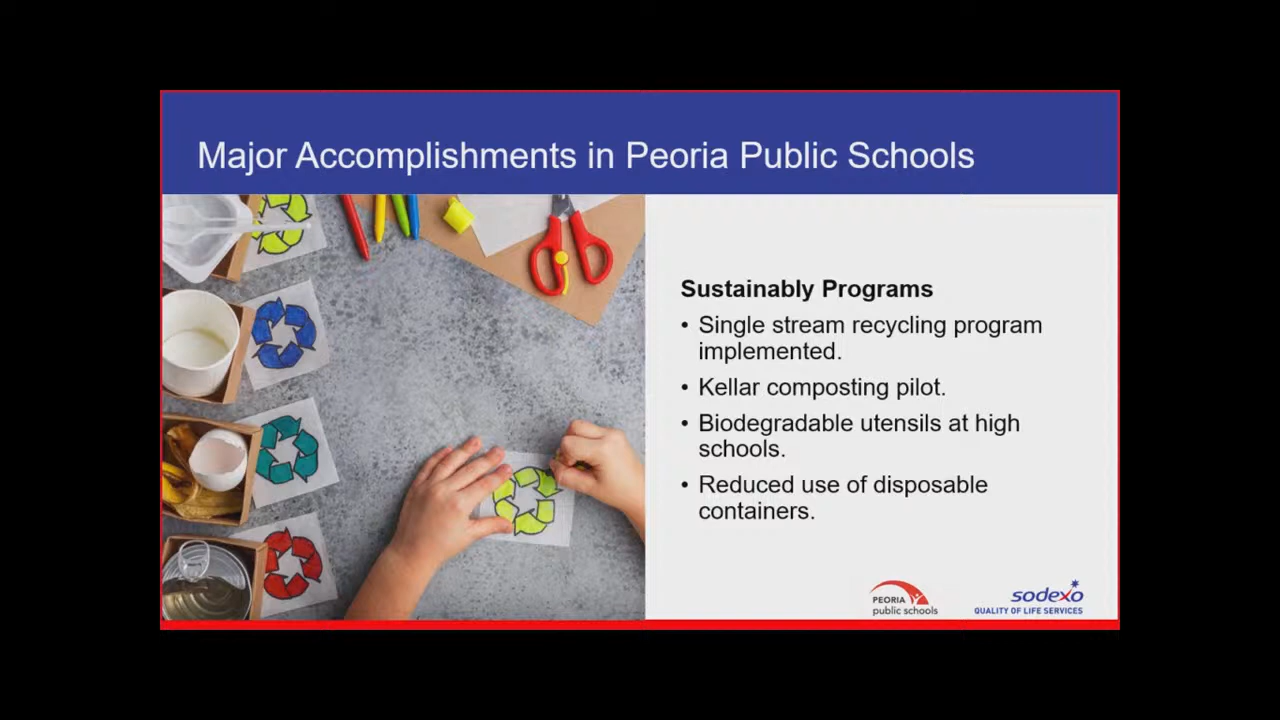 Major Accomplishments in Peoria Public Schools
Sustainably Programs
• Single stream recycling program
implemented.
• Kellar composting pilot.
• Biodegradable utensils at high
schools.
• Reduced use of disposable
containers.
PEORIA
public schools
sodexo
QUALITY OF LIFE SERVICES